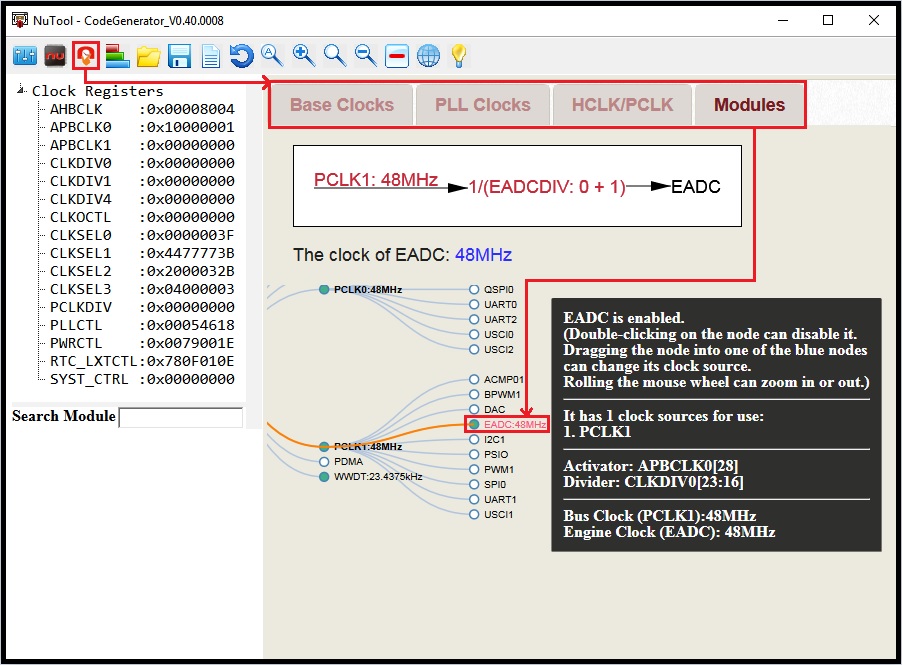 NuTool - CodeGenerator_V0.40.0008
nu
Clock Registers
AHBCLK :0x00008004
APBCLK0 :0x10000001
APBCLK1 :0x00000000
CLKDIV0 :0x00000000
CLKDIV1 :0x00000000
CLKDIV4 :0x00000000
CLKOCTL :0x00000000
CLKSEL0 :0x0000003F
CLKSEL1 :0x4477773B
CLKSEL2 :0x2000032B
CLKSEL3 :0x04000003
PCLKDIV :0x00000000
PLLCTL :0x00054618
PWRCTL :0x0079001E
RTC_LXTCTL:0x780F010E
SYST_CTRL :0x00000000
Search Module
Base Clocks
PLL Clocks
HCLK/PCLK
Modules
PCLK1: 48MHz 1/(EADCDIV: 0 + 1) EADC
The clock of EADC: 48MHz
PCLK0:48MHz
QSPI0
UART0
UART2
USCI0
USCI2
ACMP01
BPWM1
DAC
EADC:48MHz
I2C1
PSIO
PWM1
SPI0
UART1
USCI1
PCLK1:48MHz
PDMA
WWDT:23.4375kHz
EADC is enabled.
(Double-clicking on the node can disable it.
Dragging the node into one of the blue nodes
can change its clock source.
Rolling the mouse wheel can zoom in or out.)
It has 1 clock sources for use:
1. PCLK1
Activator: APBCLK0[28]
Divider: CLKDIV0[23:16]
Bus Clock (PCLK1):48MHz
Engine Clock (EADC): 48MHz